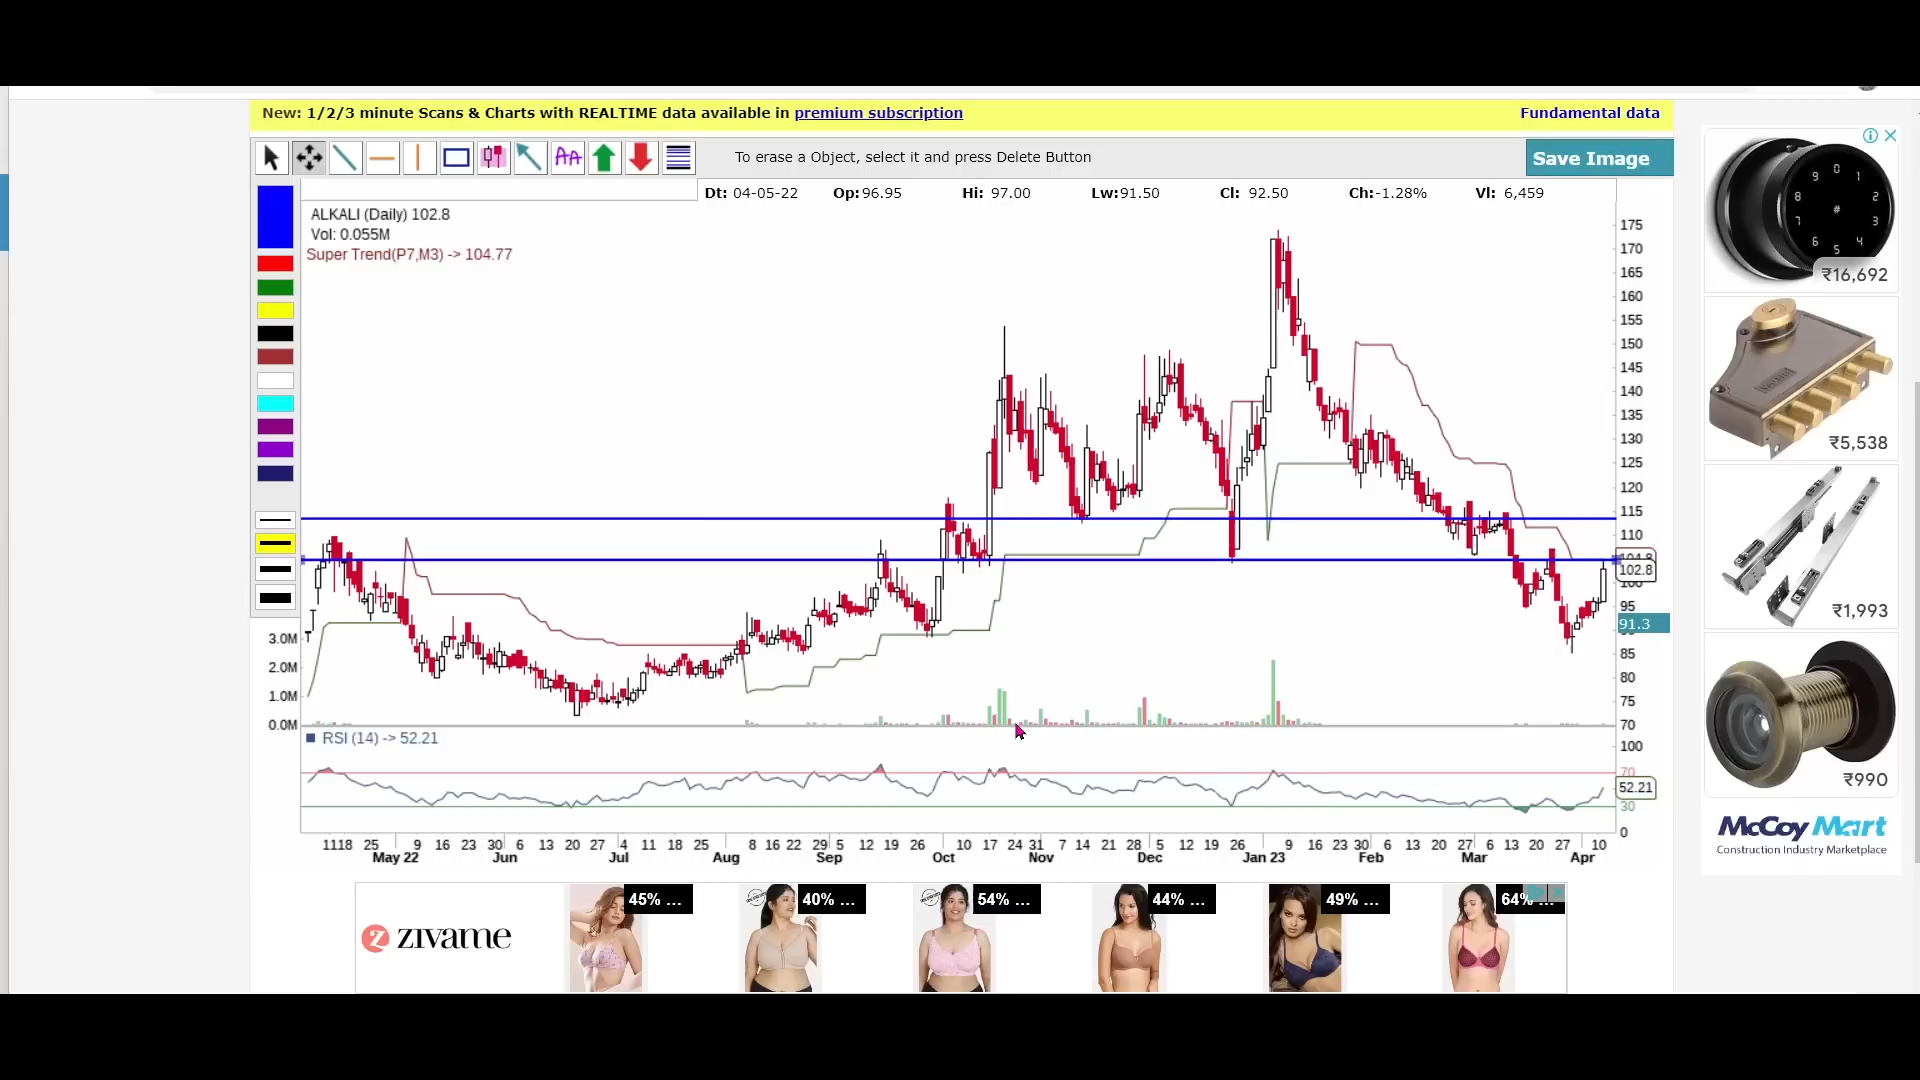 New: 1/2/3 minute Scans & Charts with REALTIME data available in premium subscription
Fundamental data
To erase a Object, select it and press Delete Button
Save Image
Dt: 04-05-22 Op:96.95 Hi: 97.00 Lw:91.50 Cl: 92.50 Ch:-1.28% Vl: 6,459
ALKALI (Daily) 102.8
Vol: 0.055M
Super Trend(P7,M3) -> 104.77
175
170
165
160
155
150
145
140
135
130
125
120
115
110
102.8
100
95
91.3
85
80
75
70
3.0M
2.0M
1.0M
0.0M
RSI (14) -> 52.21
100
70
52.21
30
0
1118 25 9 16 23 30 6 13 20 27 4 11 18 25 8 16 22 29 5 12 19 26 10 17 24 31 7 14 21 28 5 12 19 26 9 16 23 30 6 13 20 27 6 13 20 27 10
May 22 Jun Jul Aug Sep Oct Nov Dec Jan 23 Feb Mar Apr
₹16,692
₹5,538
₹1,993
₹990
McCoy Mart
Construction Industry Marketplace
zivame
45% ...
40% ...
54% ...
44% ...
49% ...
64% ...